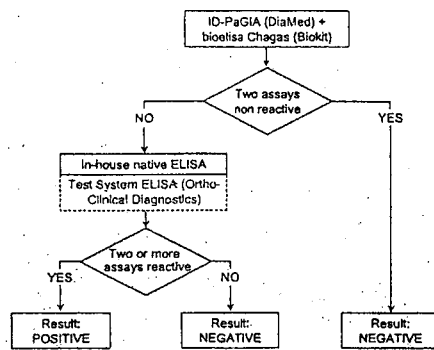 ID-PaGIA (DiaMed) +
bioelisa Chagas (Biokit)
Two assays
non reactive
NO
YES
In-house native ELISA
Test System ELISA (Ortho-
Clinical Diagnostics)
Two or more
assays reactive
YES
NO
Result:
POSITIVE
Result:
NEGATIVE
Result:
NEGATIVE